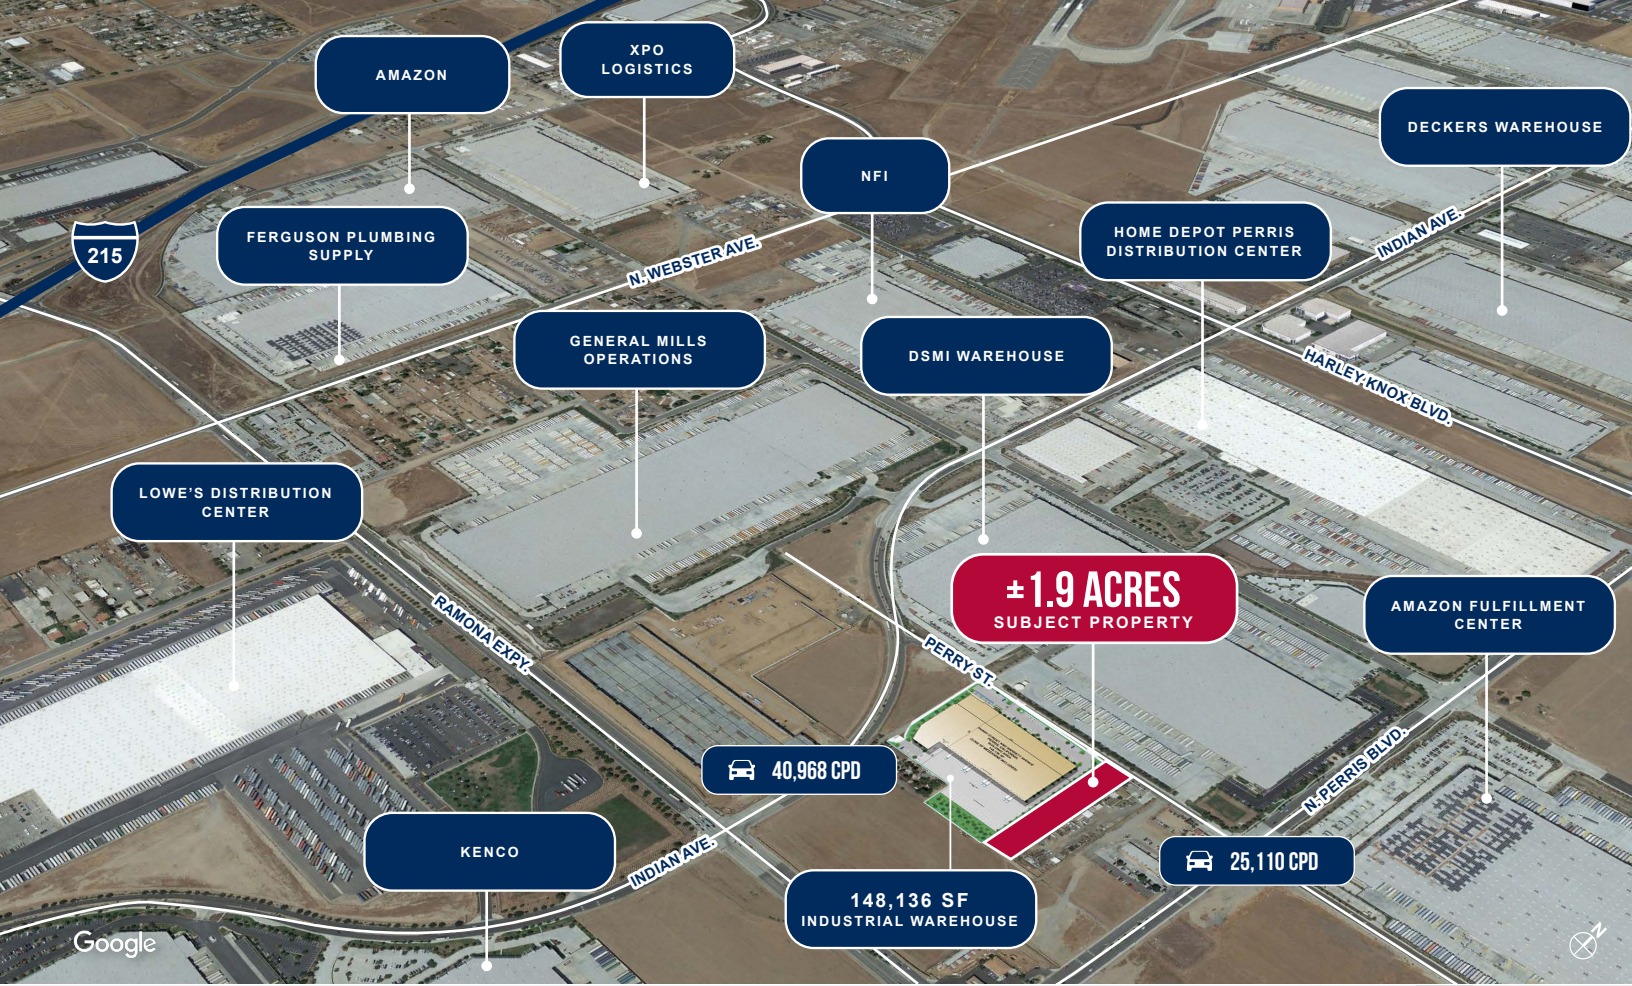 AMAZON
XPO
LOGISTICS
DECKERS WAREHOUSE
NFI
215
FERGUSON PLUMBING
SUPPLY
N. WEBSTER AVE.
HOME DEPOT PERRIS
DISTRIBUTION CENTER
INDIAN AVE.
GENERAL MILLS
OPERATIONS
DSMI WAREHOUSE
HARLEY KNOX BLVD.
LOWE'S DISTRIBUTION
CENTER
RAMONA EXPY.
±1.9 ACRES
SUBJECT PROPERTY
AMAZON FULFILLMENT
CENTER
PERRY ST.
40,968 CPD
N. PERRIS BLVD.
KENCO
INDIAN AVE.
25,110 CPD
148,136 SF
INDUSTRIAL WAREHOUSE
Google
N